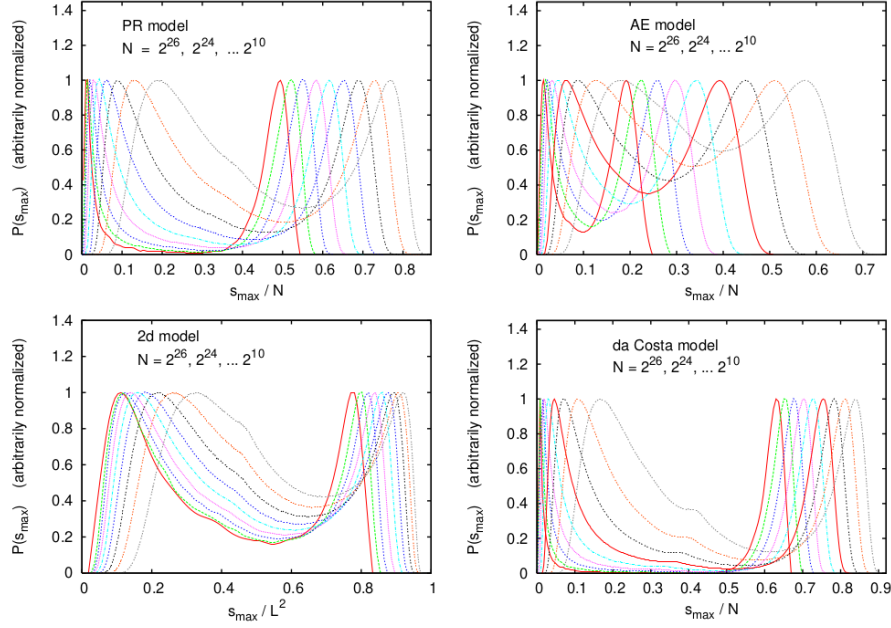 PR model
N = 2^26, 2^24, ... 2^10
P(s_max) (arbitrarily normalized)
1.4
1.2
1
0.8
0.6
0.4
0.2
0
0 0.1 0.2 0.3 0.4 0.5 0.6 0.7 0.8
s_max / N
AE model
N = 2^26, 2^24, ... 2^10
P(s_max) (arbitrarily normalized)
1.4
1.2
1
0.8
0.6
0.4
0.2
0
0 0.1 0.2 0.3 0.4 0.5 0.6 0.7
s_max / N
2d model
N = 2^26, 2^24, ... 2^10
P(s_max) (arbitrarily normalized)
1.4
1.2
1
0.8
0.6
0.4
0.2
0
0 0.2 0.4 0.6 0.8 1
s_max / L^2
da Costa model
N = 2^26, 2^24, ... 2^10
P(s_max) (arbitrarily normalized)
1.4
1.2
1
0.8
0.6
0.4
0.2
0
0 0.1 0.2 0.3 0.4 0.5 0.6 0.7 0.8 0.9
s_max / N